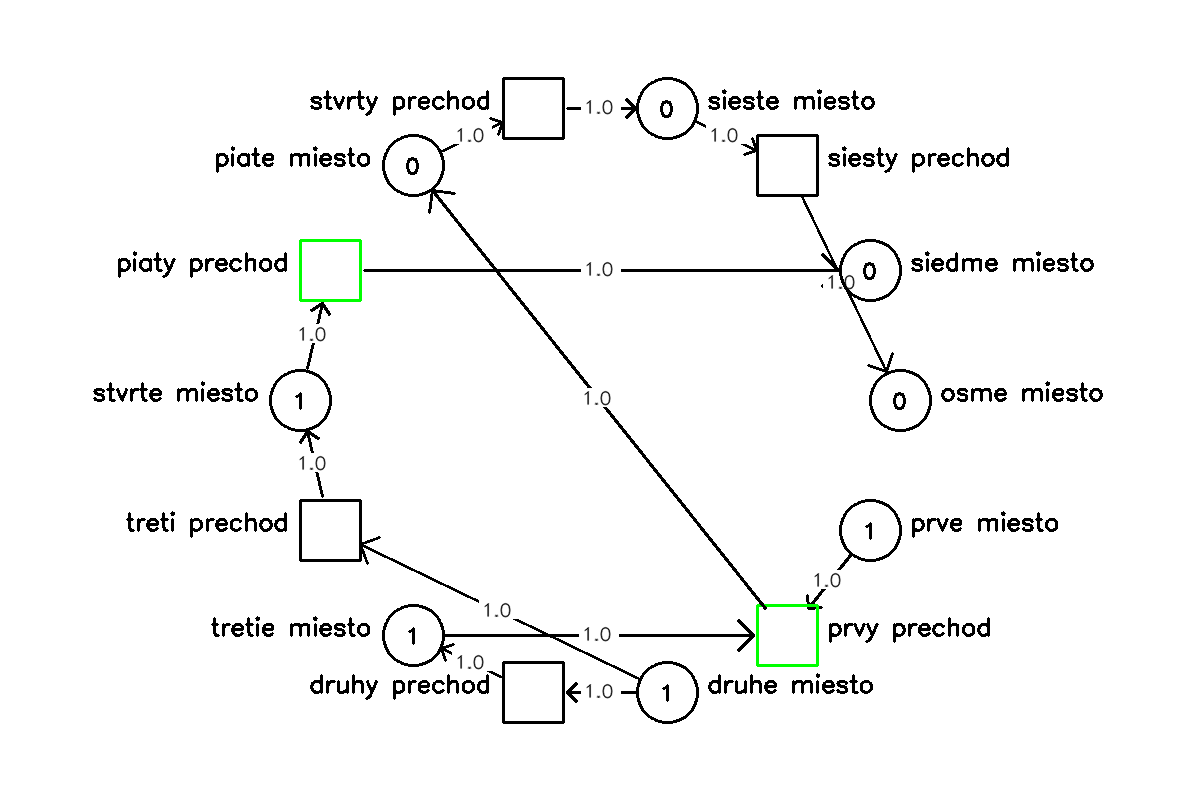 stvrty prechod
1.0
0
sieste miesto
1.0
1.0
piate miesto
0
siesty prechod
piaty prechod
1.0
0
siedme miesto
1.0
1.0
stvrte miesto
1
1.0
0
osme miesto
1.0
treti prechod
1
prve miesto
1.0
1.0
tretie miesto
1
1.0
prvy prechod
1.0
druhy prechod
1.0
1
druhe miesto